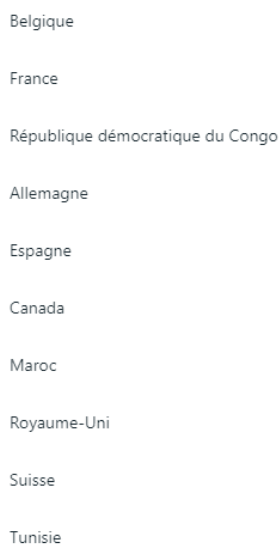 Belgique
France
République démocratique du Congo
Allemagne
Espagne
Canada
Maroc
Royaume-Uni
Suisse
Tunisie